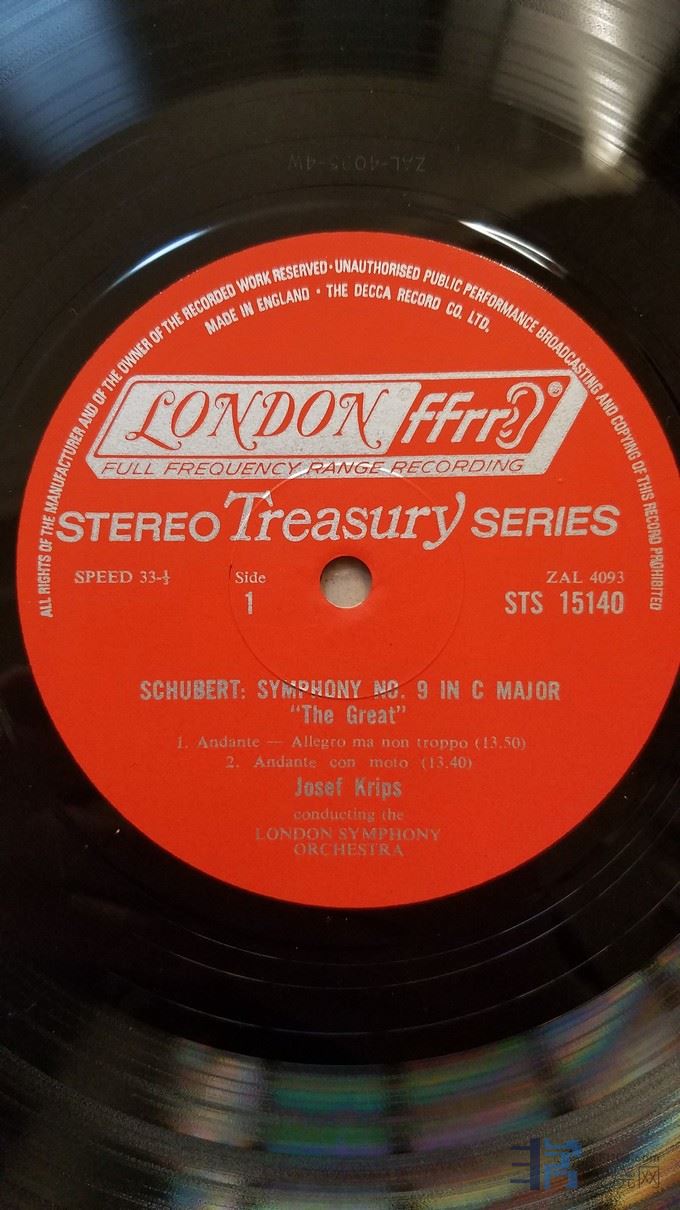 ZAL-4093-4W
ALL RIGHTS OF THE MANUFACTURER AND OF THE OWNER OF THE RECORDED WORK RESERVED · UNAUTHORISED PUBLIC PERFORMANCE BROADCASTING AND COPYING OF THIS RECORD PROHIBITED
MADE IN ENGLAND · THE DECCA RECORD CO. LTD.
LONDON ffrr ®
FULL FREQUENCY RANGE RECORDING
STEREO Treasury SERIES
SPEED 33-⅓ Side ZAL 4093
1 STS 15140
SCHUBERT: SYMPHONY NO. 9 IN C MAJOR
"The Great"
1. Andante — Allegro ma non troppo (13.50)
2. Andante con moto (13.40)
Josef Krips
conducting the
LONDON SYMPHONY
ORCHESTRA